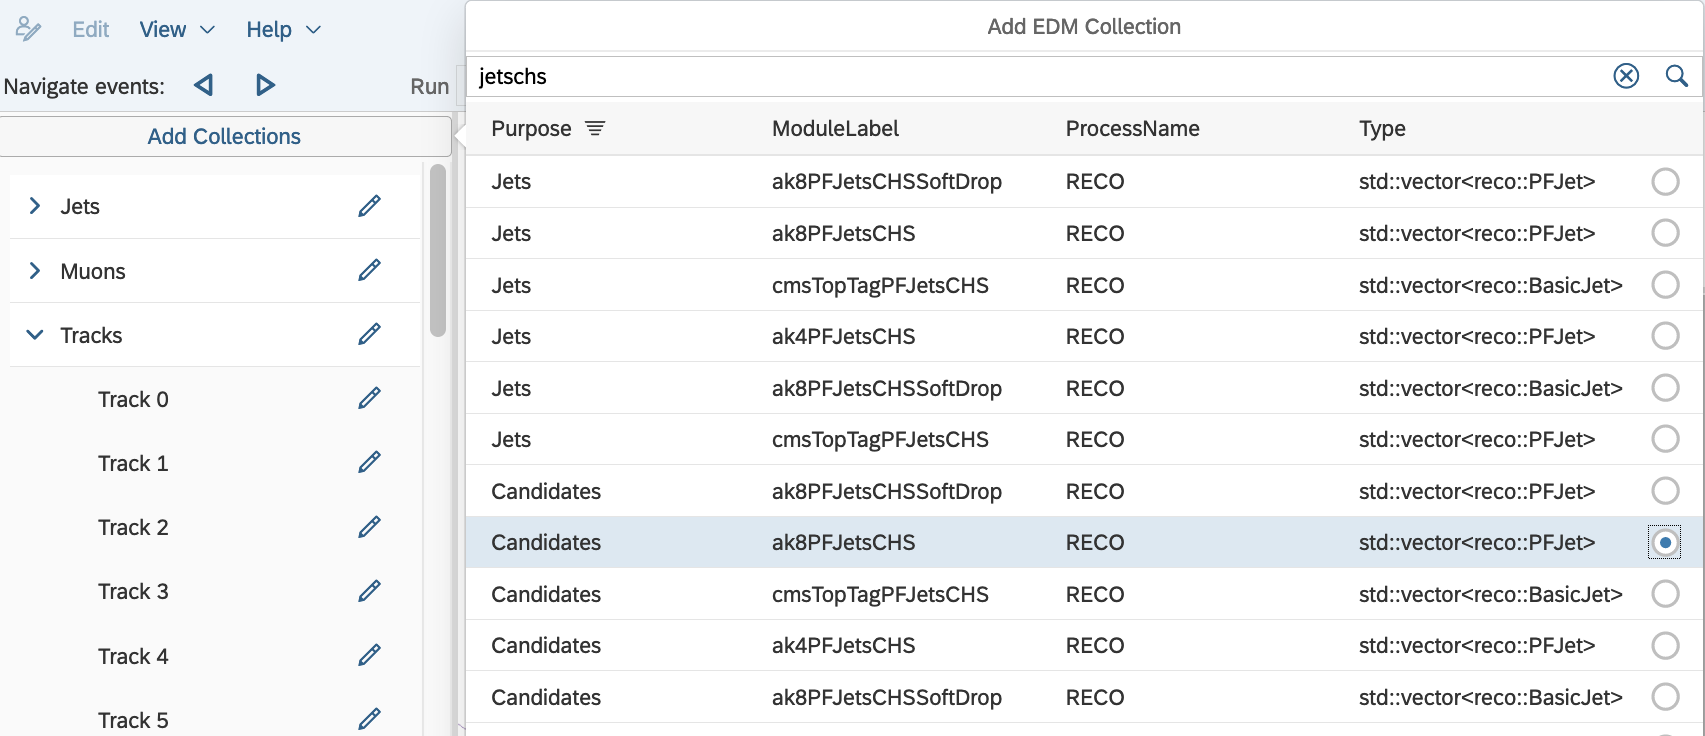 Edit View Help
Navigate events: Run
Add Collections
Jets
Muons
Tracks
Track 0
Track 1
Track 2
Track 3
Track 4
Track 5
Add EDM Collection
jetschs
Purpose ModuleLabel ProcessName Type
Jets ak8PFJetsCHSSoftDrop RECO std::vector<reco::PFJet>
Jets ak8PFJetsCHS RECO std::vector<reco::PFJet>
Jets cmsTopTagPFJetsCHS RECO std::vector<reco::BasicJet>
Jets ak4PFJetsCHS RECO std::vector<reco::PFJet>
Jets ak8PFJetsCHSSoftDrop RECO std::vector<reco::BasicJet>
Jets cmsTopTagPFJetsCHS RECO std::vector<reco::PFJet>
Candidates ak8PFJetsCHSSoftDrop RECO std::vector<reco::PFJet>
Candidates ak8PFJetsCHS RECO std::vector<reco::PFJet>
Candidates cmsTopTagPFJetsCHS RECO std::vector<reco::BasicJet>
Candidates ak4PFJetsCHS RECO std::vector<reco::PFJet>
Candidates ak8PFJetsCHSSoftDrop RECO std::vector<reco::BasicJet>